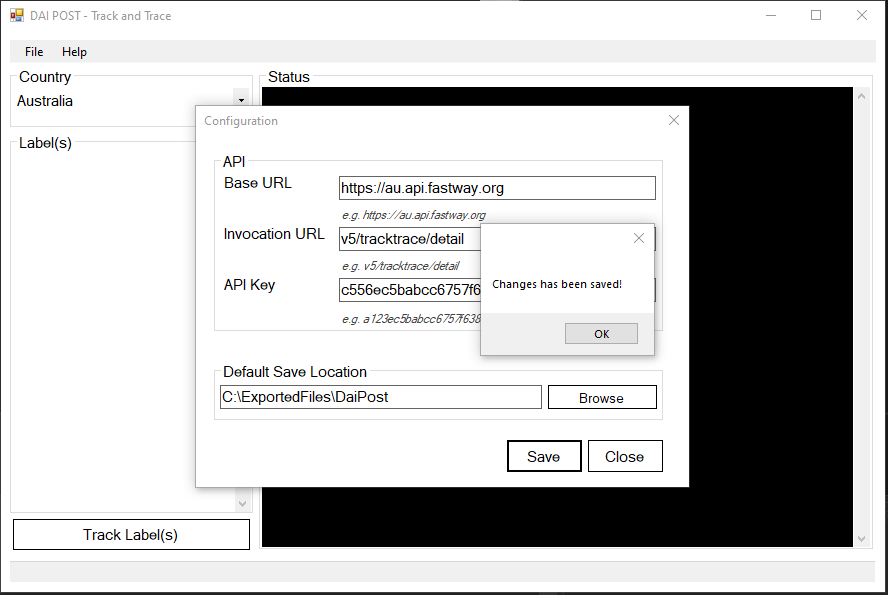 DAI POST - Track and Trace
File Help
Country
Australia
Label(s)
Status
Configuration
API
Base URL
https://au.api.fastway.org
e.g. https://au.api.fastway.org
Invocation URL
v5/tracktrace/detail
e.g. v5/tracktrace/detail
API Key
c556ec5babcc6757f6
e.g. a123ec5babcc6757f638
Changes has been saved!
OK
Default Save Location
C:\ExportedFiles\DaiPost
Browse
Save
Close
Track Label(s)